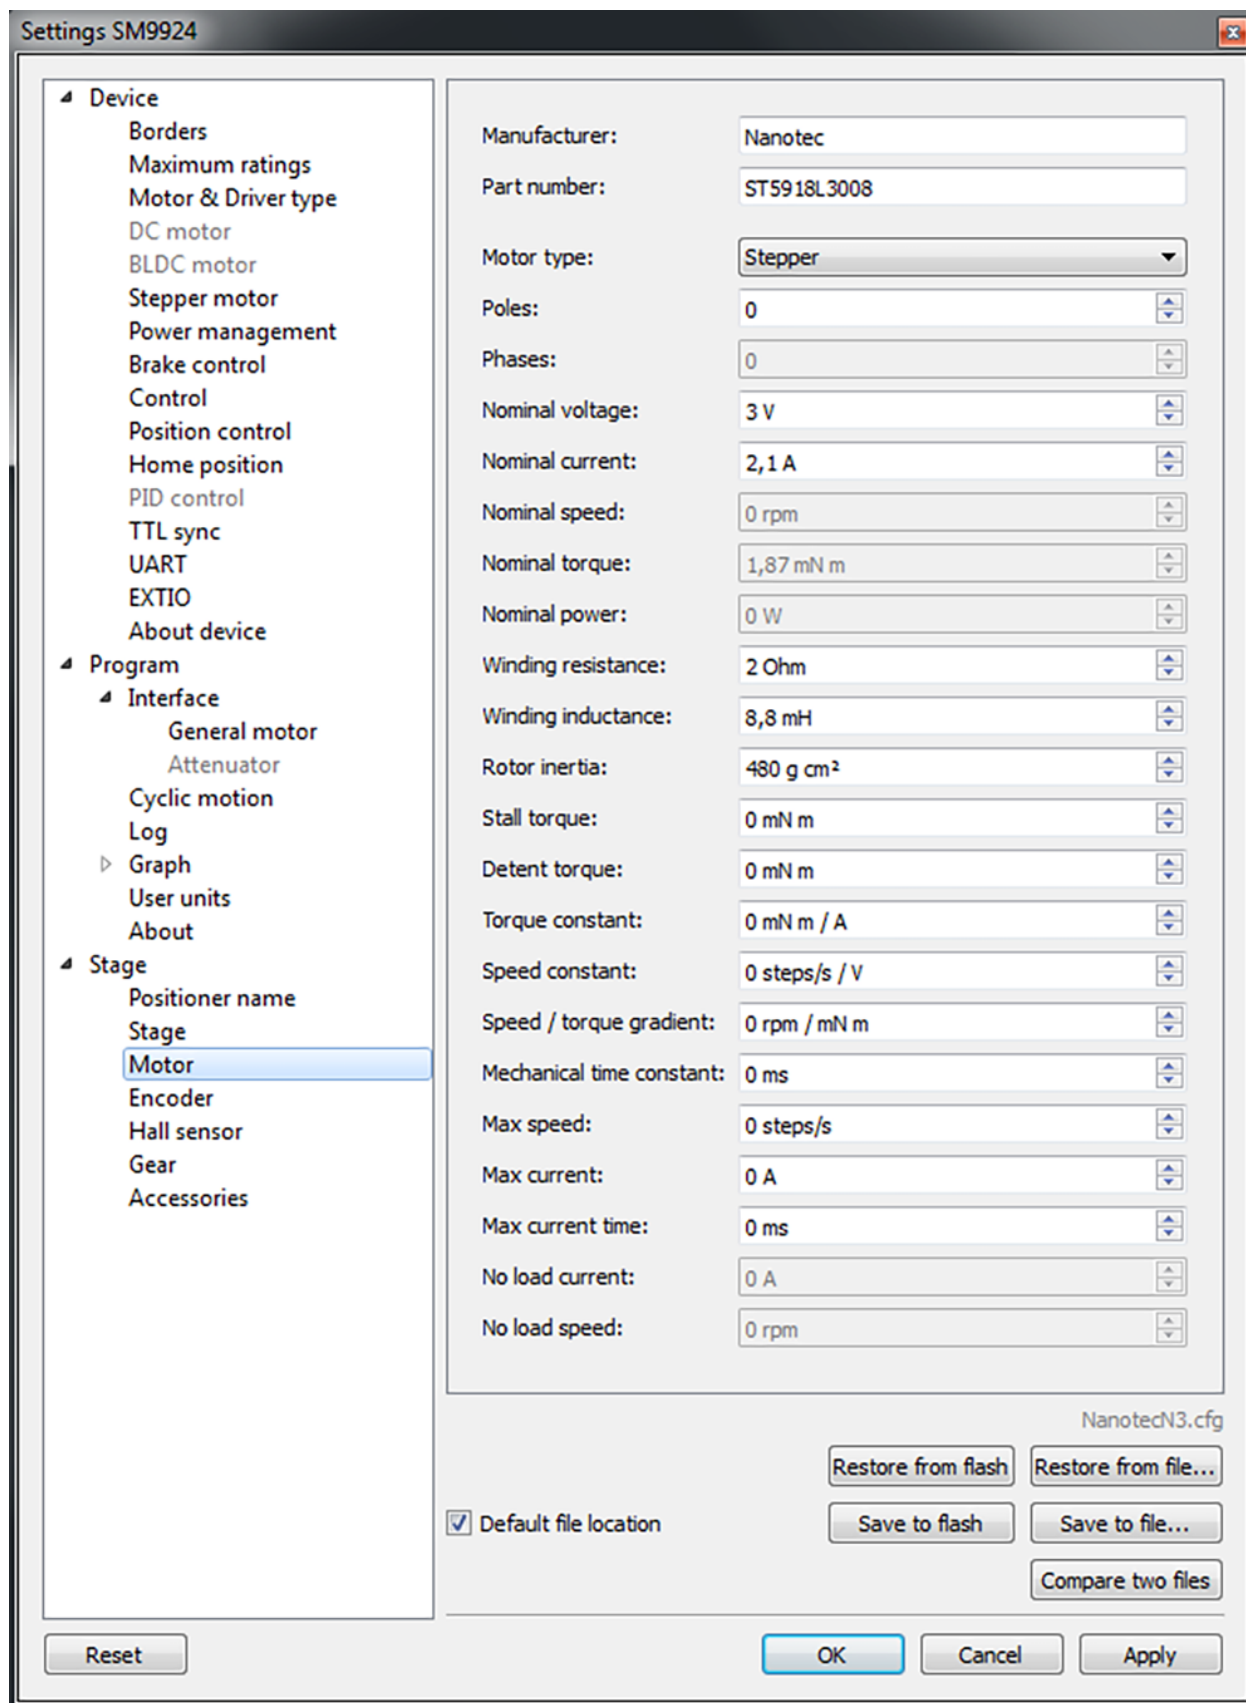 Settings SM9924
Device
Borders
Maximum ratings
Motor & Driver type
DC motor
BLDC motor
Stepper motor
Power management
Brake control
Control
Position control
Home position
PID control
TTL sync
UART
EXTIO
About device
Program
Interface
General motor
Attenuator
Cyclic motion
Log
Graph
User units
About
Stage
Positioner name
Stage
Motor
Encoder
Hall sensor
Gear
Accessories
Manufacturer: Nanotec
Part number: ST5918L3008
Motor type: Stepper
Poles: 0
Phases: 0
Nominal voltage: 3 V
Nominal current: 2,1 A
Nominal speed: 0 rpm
Nominal torque: 1,87 mN m
Nominal power: 0 W
Winding resistance: 2 Ohm
Winding inductance: 8,8 mH
Rotor inertia: 480 g cm²
Stall torque: 0 mN m
Detent torque: 0 mN m
Torque constant: 0 mN m / A
Speed constant: 0 steps/s / V
Speed / torque gradient: 0 rpm / mN m
Mechanical time constant: 0 ms
Max speed: 0 steps/s
Max current: 0 A
Max current time: 0 ms
No load current: 0 A
No load speed: 0 rpm
NanotecN3.cfg
Restore from flash Restore from file...
Default file location Save to flash Save to file...
Compare two files
Reset OK Cancel Apply